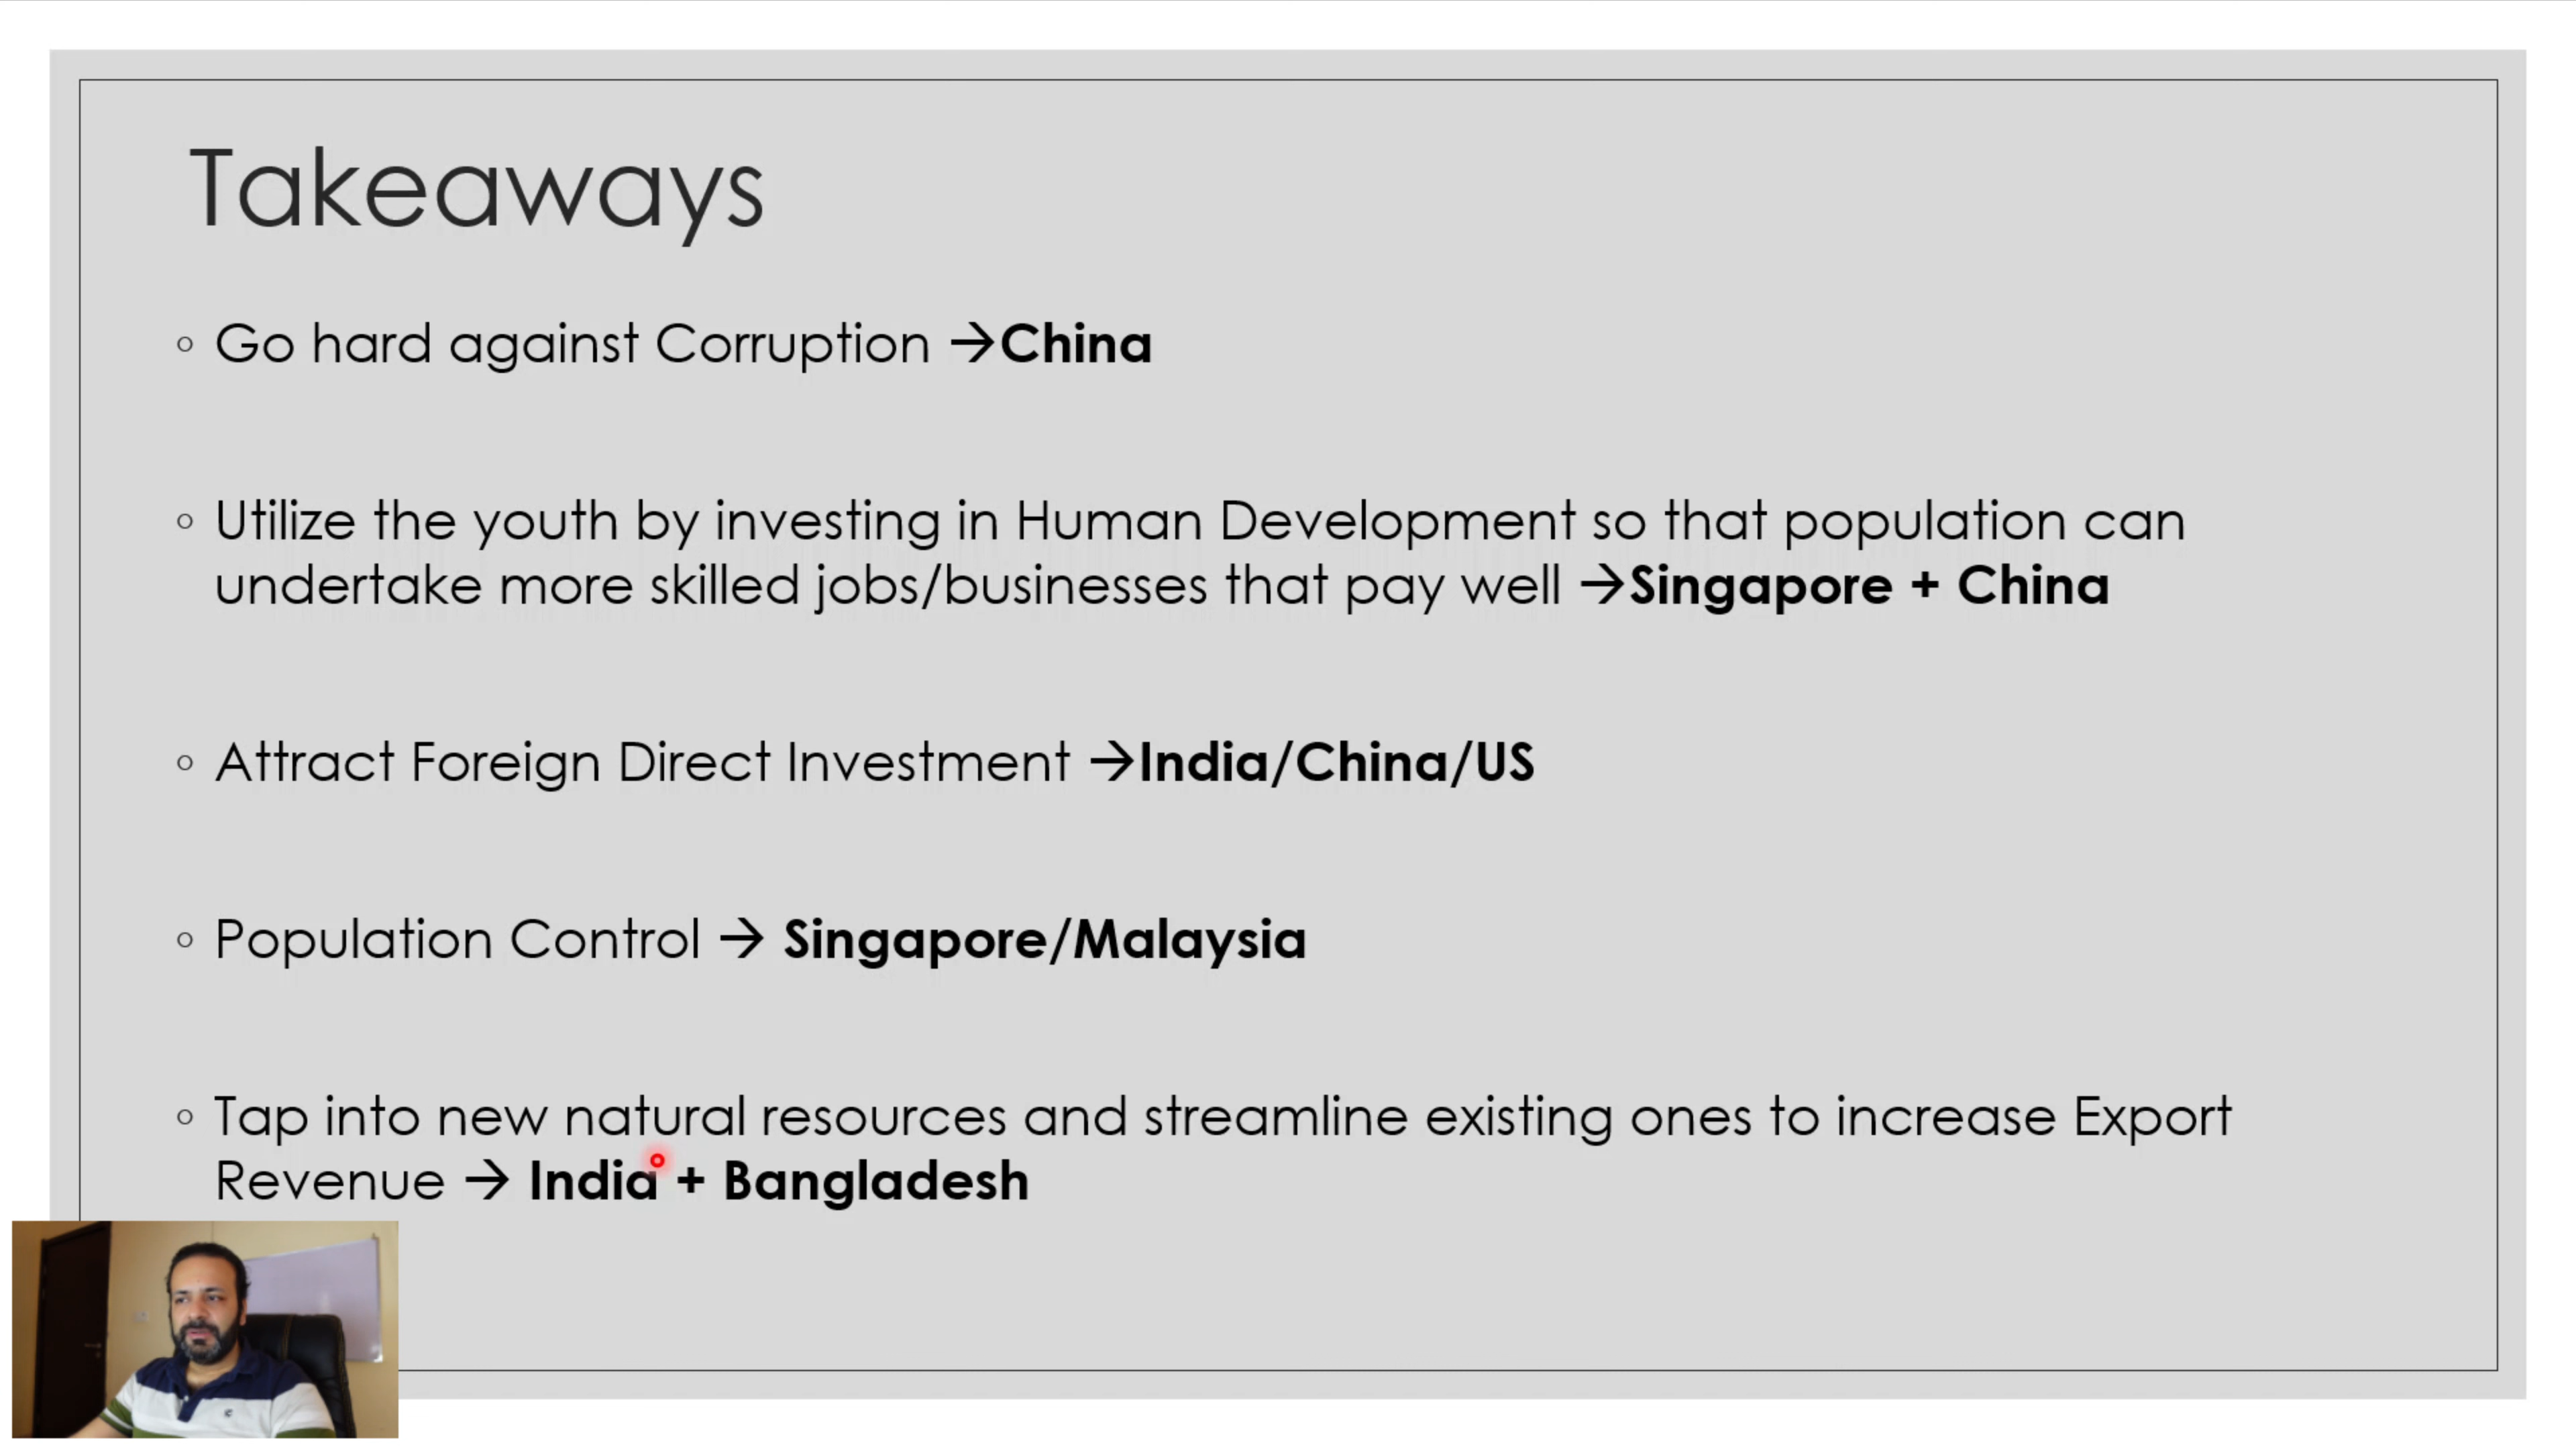 Takeaways
Go hard against Corruption →China
Utilize the youth by investing in Human Development so that population can
undertake more skilled jobs/businesses that pay well →Singapore + China
Attract Foreign Direct Investment →India/China/US
Population Control → Singapore/Malaysia
Tap into new natural resources and streamline existing ones to increase Export
Revenue → India + Bangladesh